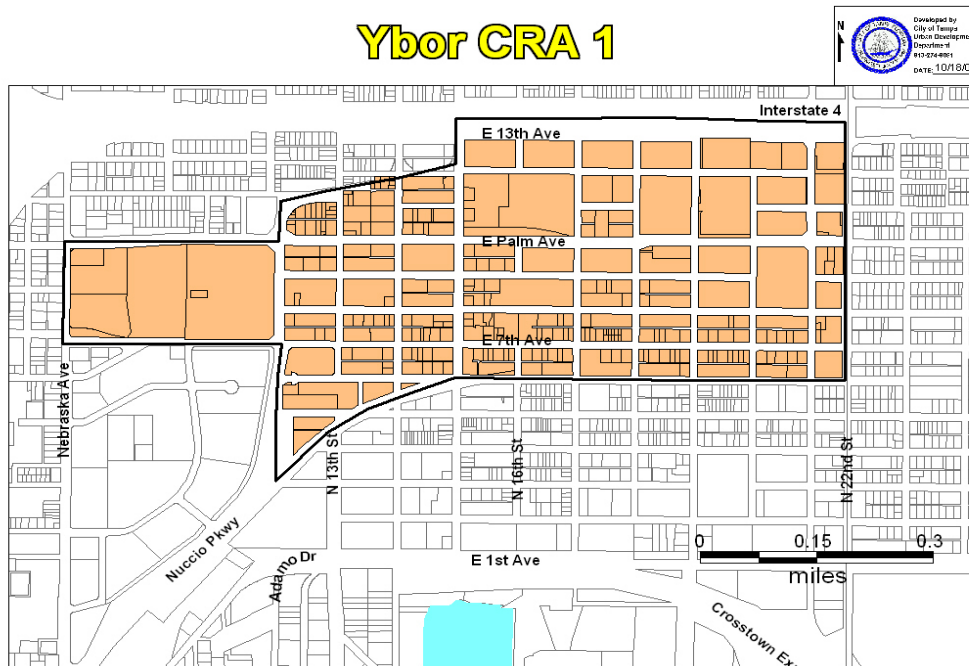 Ybor CRA 1
N
Developed by
City of Tampa
Urban Developme
Department
DATE: 10/18/0
Interstate 4
E 13th Ave
E Palm Ave
E 7th Ave
Nebraska Ave
N 13th St
N 16th St
N 22nd St
Nuccio Pkwy
Adamo Dr
E 1st Ave
0 0.15 0.3
miles
Crosstown Ex